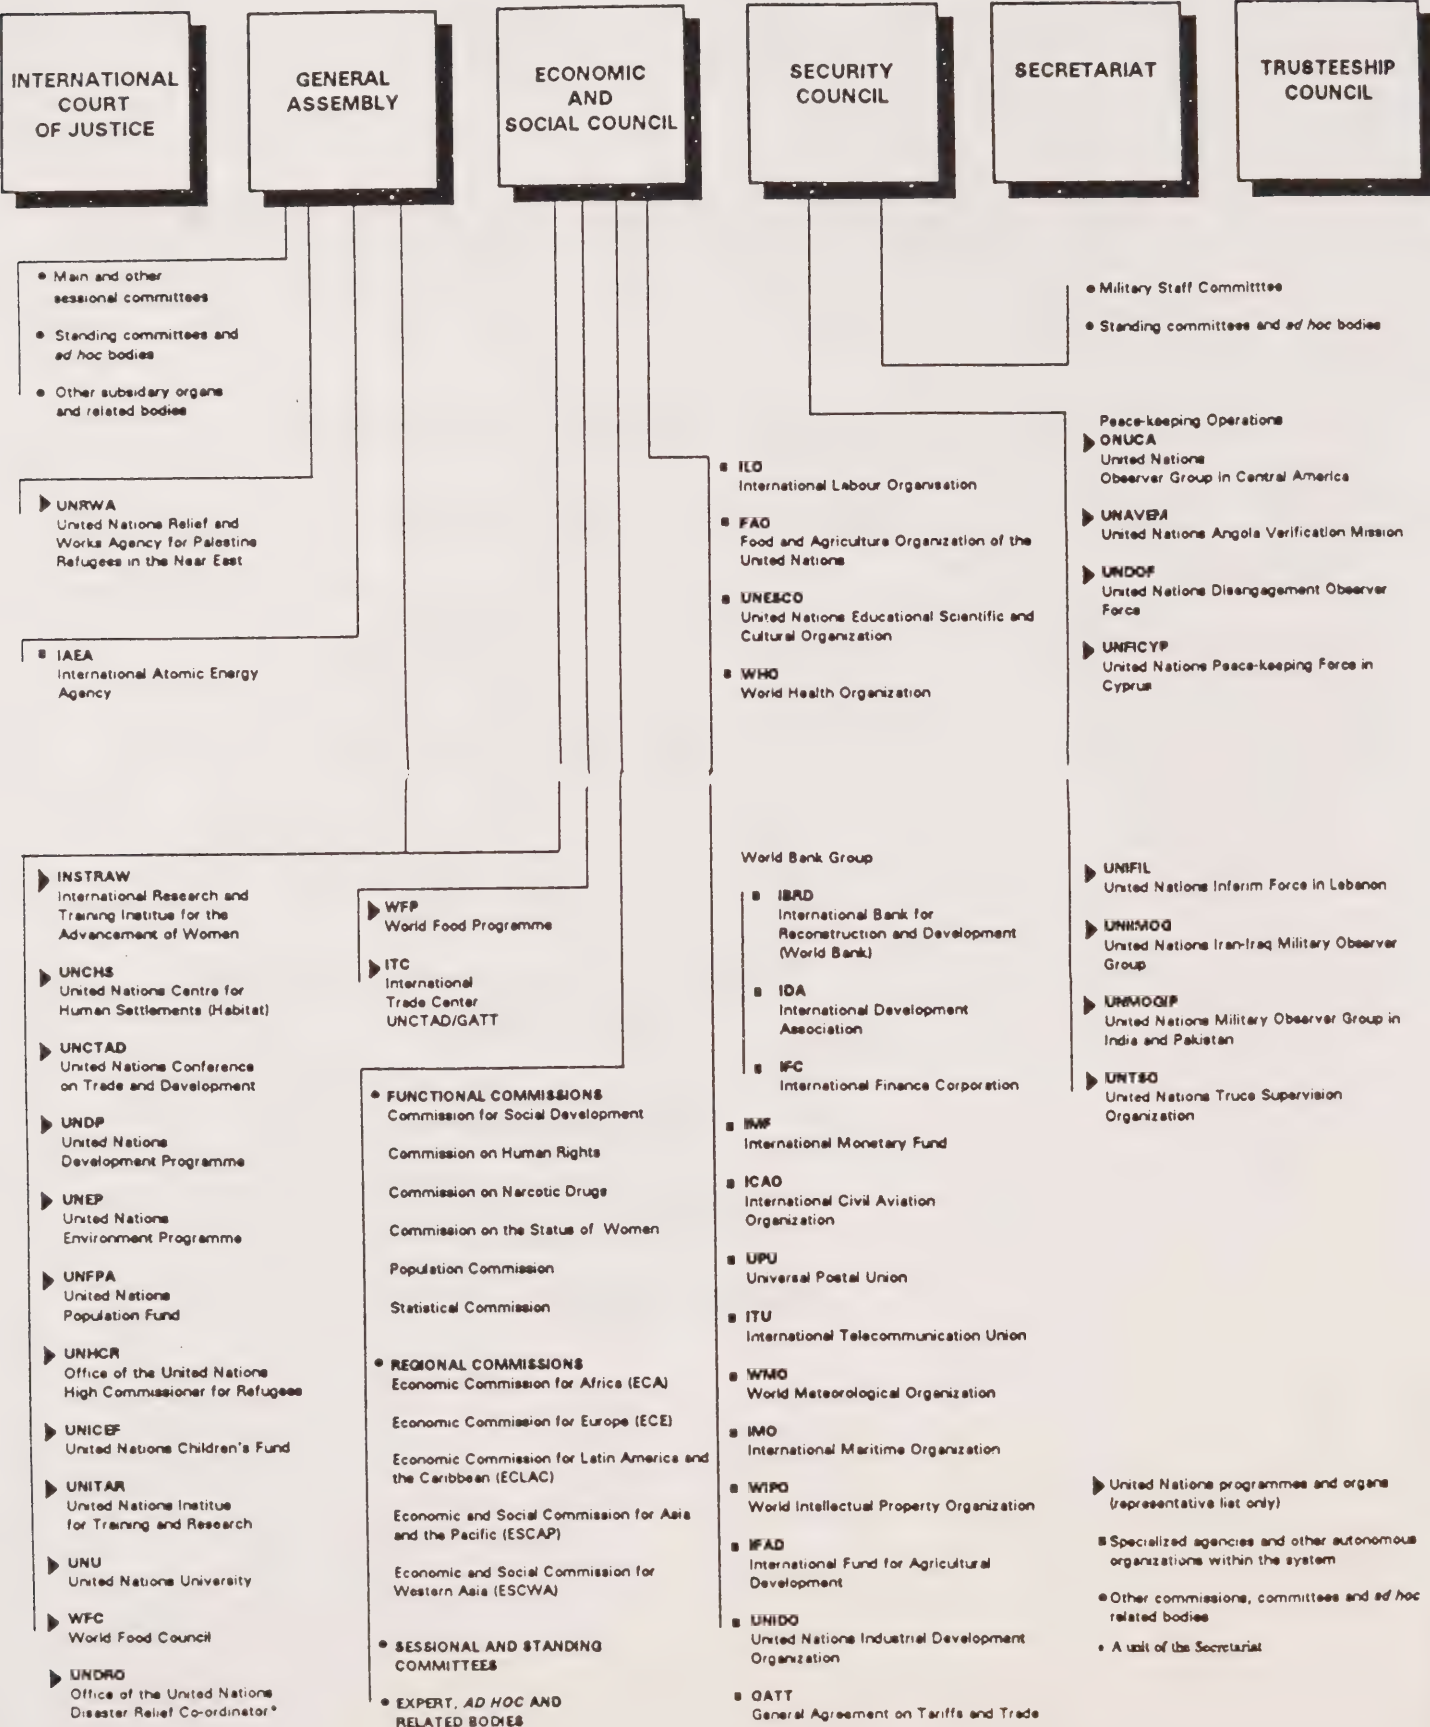 INTERNATIONAL
COURT
OF JUSTICE
GENERAL
ASSEMBLY
ECONOMIC
AND
SOCIAL COUNCIL
SECURITY
COUNCIL
SECRETARIAT
TRUSTEESHIP
COUNCIL
• Main and other
sessional committees
• Standing committees and
ad hoc bodies
• Other subsidary organs
and related bodies
▶ UNRWA
United Nations Relief and
Works Agency for Palestine
Refugees in the Near East
■ IAEA
International Atomic Energy
Agency
▶ INSTRAW
International Research and
Training Institue for the
Advancement of Women
▶ UNCHS
United Nations Centre for
Human Settlements (Habitat)
▶ UNCTAD
United Nations Conference
on Trade and Development
▶ UNDP
United Nations
Development Programme
▶ UNEP
United Nations
Environment Programme
▶ UNFPA
United Nations
Population Fund
▶ UNHCR
Office of the United Nations
High Commissioner for Refugees
▶ UNICEF
United Nations Children's Fund
▶ UNITAR
United Nations Institue
for Training and Research
▶ UNU
United Nations University
▶ WFC
World Food Council
▶ UNDRO
Office of the United Nations
Disaster Relief Co-ordinator*
▶ WFP
World Food Programme
▶ ITC
International
Trade Center
UNCTAD/GATT
• FUNCTIONAL COMMISSIONS
Commission for Social Development
Commission on Human Rights
Commission on Narcotic Drugs
Commission on the Status of Women
Population Commission
Statistical Commission
• REGIONAL COMMISSIONS
Economic Commission for Africa (ECA)
Economic Commission for Europe (ECE)
Economic Commission for Latin America and
the Caribbean (ECLAC)
Economic and Social Commission for Asia
and the Pacific (ESCAP)
Economic and Social Commission for
Western Asia (ESCWA)
• SESSIONAL AND STANDING
COMMITTEES
• EXPERT, AD HOC AND
RELATED BODIES
■ ILO
International Labour Organisation
■ FAO
Food and Agriculture Organization of the
United Nations
■ UNESCO
United Nations Educational Scientific and
Cultural Organization
■ WHO
World Health Organization
World Bank Group
■ IBRD
International Bank for
Reconstruction and Development
(World Bank)
■ IDA
International Development
Association
■ IFC
International Finance Corporation
■ IMF
International Monetary Fund
■ ICAO
International Civil Aviation
Organization
■ UPU
Universal Postal Union
■ ITU
International Telecommunication Union
■ WMO
World Meteorological Organization
■ IMO
International Maritime Organization
■ WIPO
World Intellectual Property Organization
■ IFAD
International Fund for Agricultural
Development
■ UNIDO
United Nations Industrial Development
Organization
■ GATT
General Agreement on Tariffs and Trade
• Military Staff Committtee
• Standing committees and ad hoc bodies
Peace-keeping Operations
▶ ONUCA
United Nations
Observer Group in Central America
▶ UNAVEM
United Nations Angola Verification Mission
▶ UNDOF
United Nations Disengagement Observer
Force
▶ UNFICYP
United Nations Peace-keeping Force in
Cyprus
▶ UNIFIL
United Nations Inferim Force in Lebanon
▶ UNIIMOG
United Nations Iran-Iraq Military Observer
Group
▶ UNMOGIP
United Nations Military Observer Group in
India and Pakistan
▶ UNTSO
United Nations Truce Supervision
Organization
▶ United Nations programmes and organs
(representative list only)
■ Specialized agencies and other autonomous
organizations within the system
• Other commissions, committees and ad hoc
related bodies
* A unit of the Secretariat